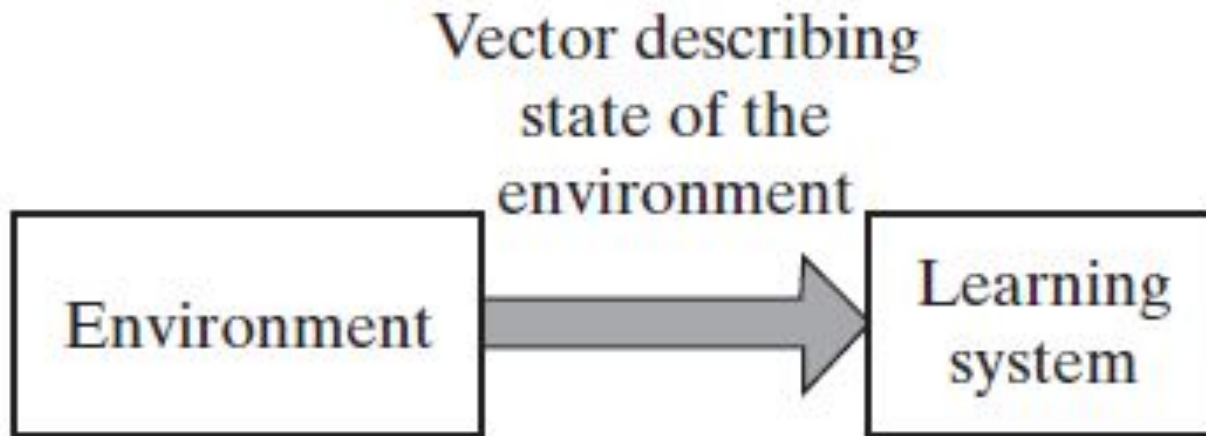 Vector describing
state of the
environment
Environment
Learning
system